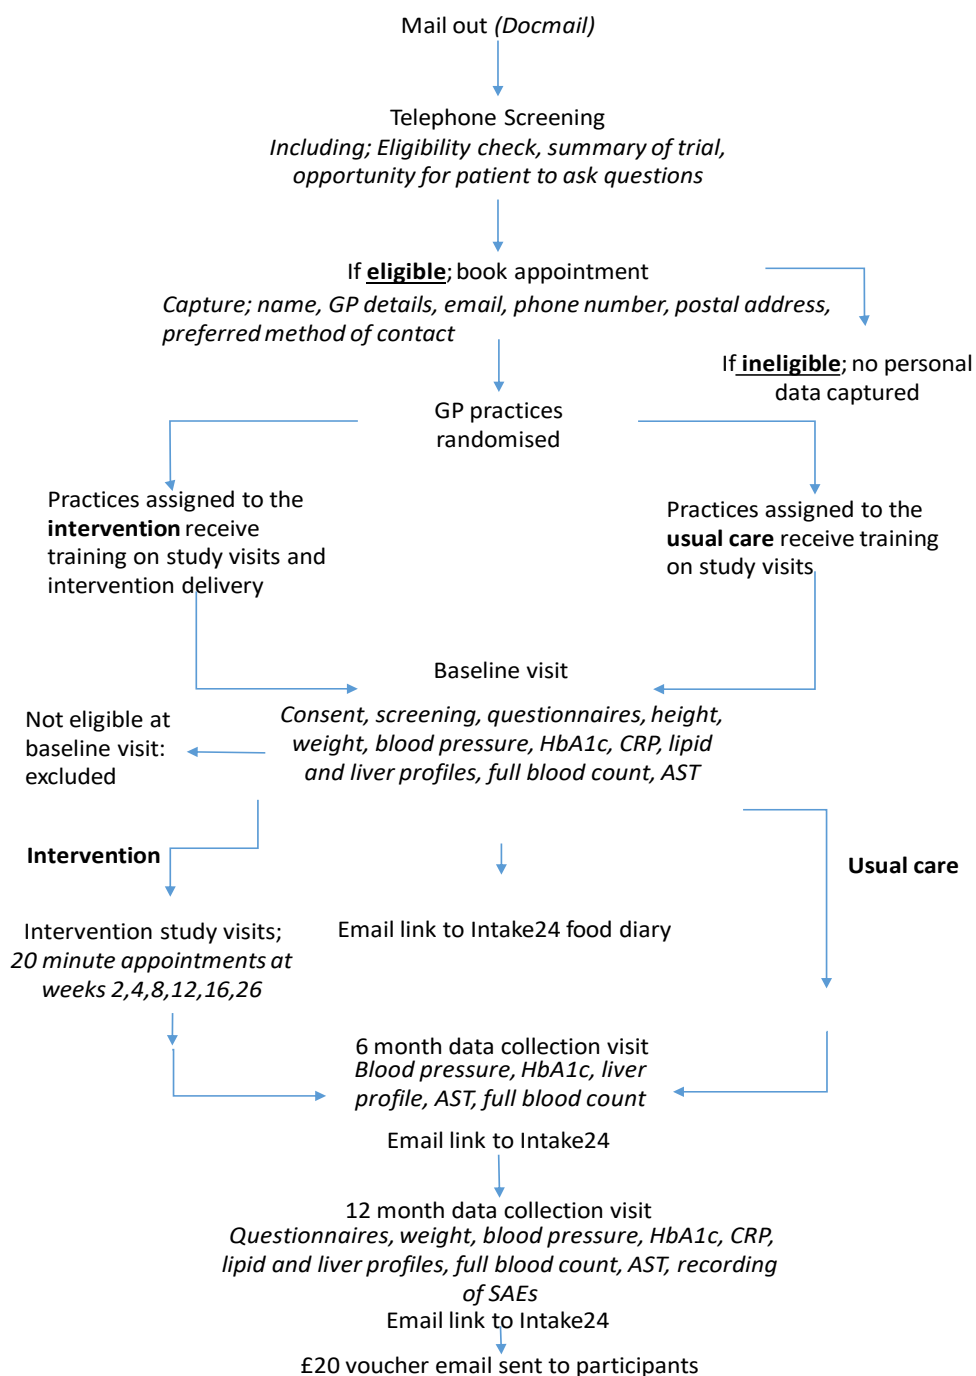 Mail out (Docmail)
Telephone Screening
Including; Eligibility check, summary of trial,
opportunity for patient to ask questions
If eligible; book appointment
Capture; name, GP details, email, phone number, postal address,
preferred method of contact
If ineligible; no personal
data captured
GP practices
randomised
Practices assigned to the
intervention receive
training on study visits and
intervention delivery
Practices assigned to the
usual care receive training
on study visits
Baseline visit
Consent, screening, questionnaires, height,
weight, blood pressure, HbA1c, CRP, lipid
and liver profiles, full blood count, AST
Not eligible at
baseline visit:
excluded
Intervention
Usual care
Intervention study visits;
20 minute appointments at
weeks 2,4,8,12,16,26
Email link to Intake24 food diary
6 month data collection visit
Blood pressure, HbA1c, liver
profile, AST, full blood count
Email link to Intake24
12 month data collection visit
Questionnaires, weight, blood pressure, HbA1c, CRP,
lipid and liver profiles, full blood count, AST, recording
of SAEs
Email link to Intake24
£20 voucher email sent to participants